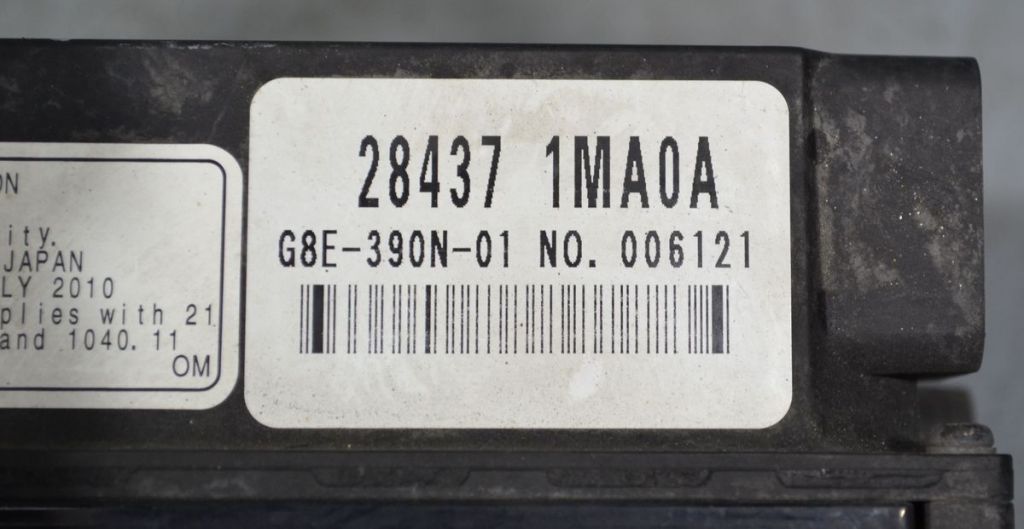 ON
ity.
JAPAN
LY 2010
plies with 21
and 1040.11
OM
28437 1MA0A
G8E-390N-01 NO. 006121